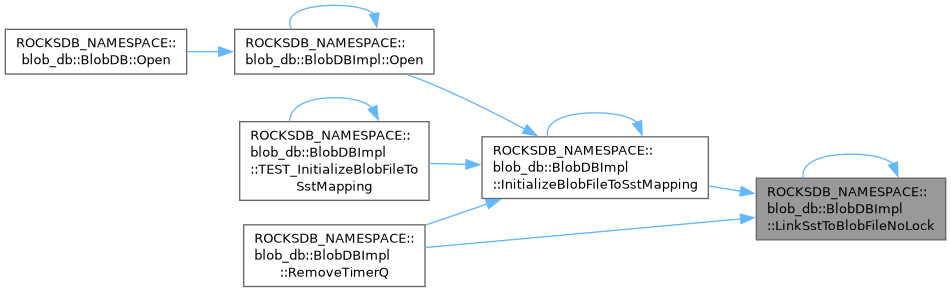 ROCKSDB_NAMESPACE::
blob_db::BlobDB::Open
ROCKSDB_NAMESPACE::
blob_db::BlobDBImpl::Open
ROCKSDB_NAMESPACE::
blob_db::BlobDBImpl
::TEST_InitializeBlobFileTo
SstMapping
ROCKSDB_NAMESPACE::
blob_db::BlobDBImpl
::RemoveTimerQ
ROCKSDB_NAMESPACE::
blob_db::BlobDBImpl
::InitializeBlobFileToSstMapping
ROCKSDB_NAMESPACE::
blob_db::BlobDBImpl
::LinkSstToBlobFileNoLock